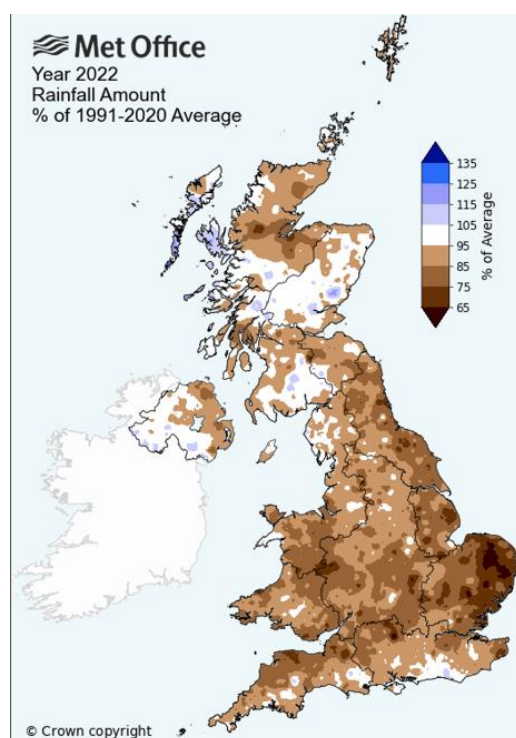 Met Office
Year 2022
Rainfall Amount
% of 1991-2020 Average
135
125
115
105
95
85
75
65
% of Average
© Crown copyright